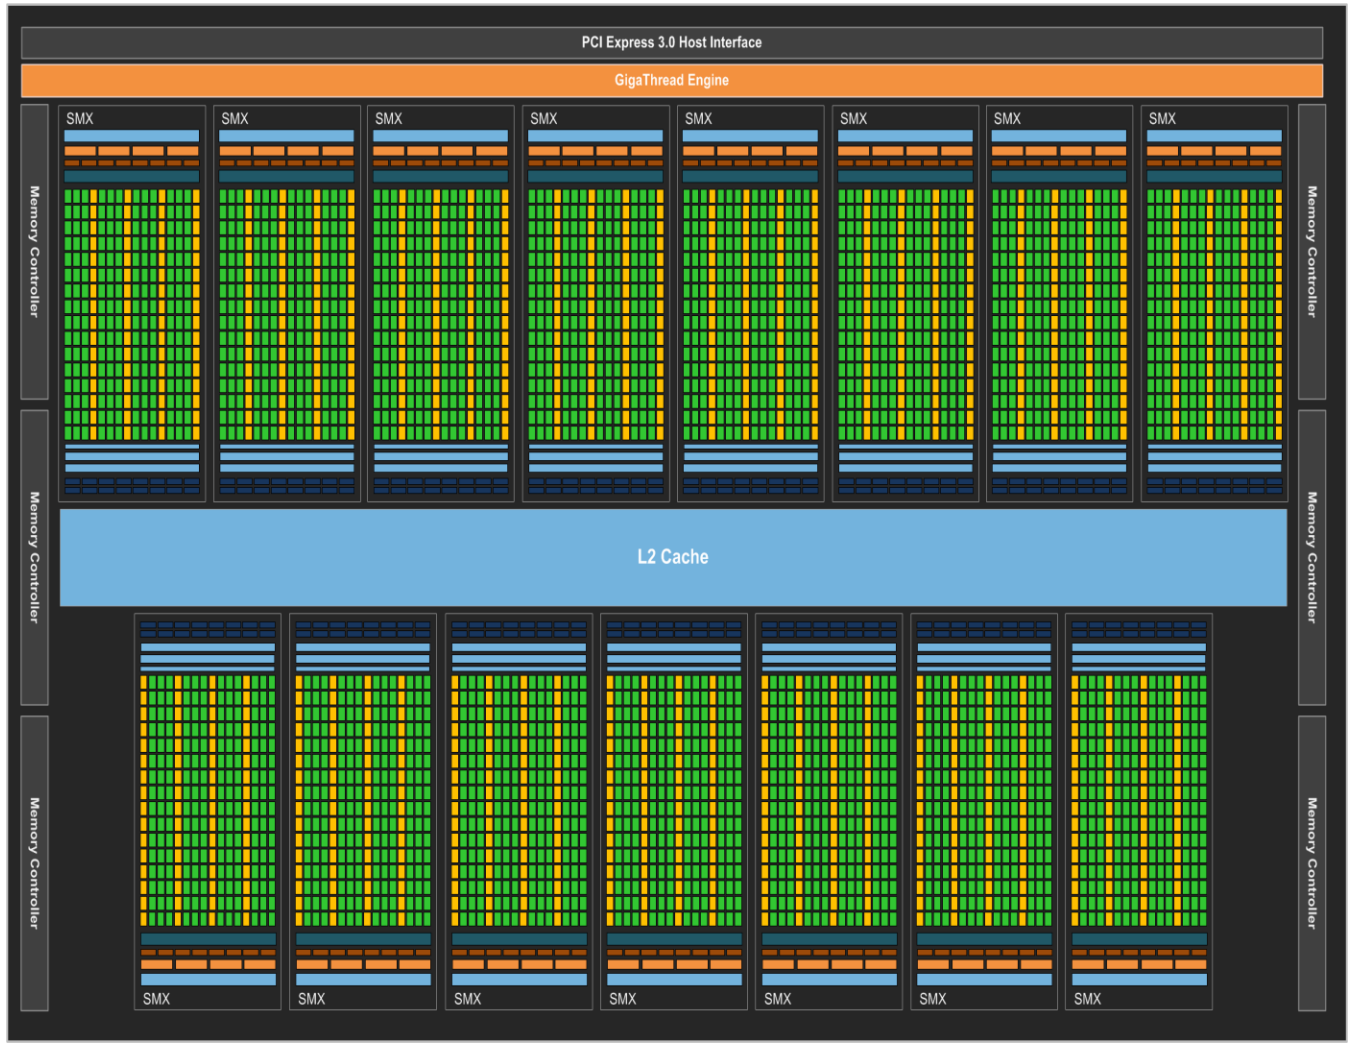 PCI Express 3.0 Host Interface
GigaThread Engine
SMX SMX SMX SMX SMX SMX SMX SMX
Memory Controller
Memory Controller
Memory Controller
Memory Controller
L2 Cache
Memory Controller
Memory Controller
SMX SMX SMX SMX SMX SMX SMX